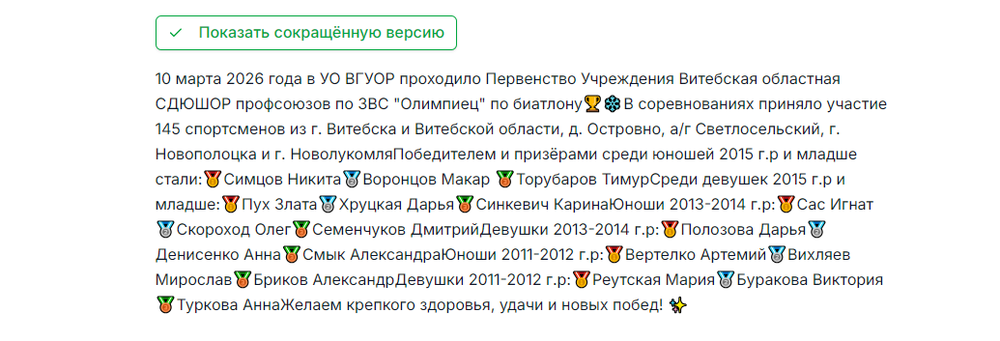 Показать сокращённую версию
10 марта 2026 года в УО ВГУОР проходило Первенство Учреждения Витебская областная
СДЮШОР профсоюзов по ЗВС "Олимпиец" по биатлону🏆❄️В соревнованиях приняло участие
145 спортсменов из г. Витебска и Витебской области, д. Островно, а/г Светлосельский, г.
Новополоцка и г. НоволукомляПобедителем и призёрами среди юношей 2015 г.р и младше
стали:🥇Симцов Никита🥈Воронцов Макар 🥉Торубаров ТимурСреди девушек 2015 г.р и
младше:🥇Пух Злата🥈Хруцкая Дарья🥉Синкевич КаринаЮноши 2013-2014 г.р:🥇Сас Игнат
🥈Скороход Олег🥉Семенчуков ДмитрийДевушки 2013-2014 г.р:🥇Полозова Дарья🥈
Денисенко Анна🥉Смык АлександраЮноши 2011-2012 г.р:🥇Вертелко Артемий🥈Вихляев
Мирослав🥉Бриков АлександрДевушки 2011-2012 г.р:🥇Реутская Мария🥈Буракова Виктория
🥉Туркова АннаЖелаем крепкого здоровья, удачи и новых побед! ✨